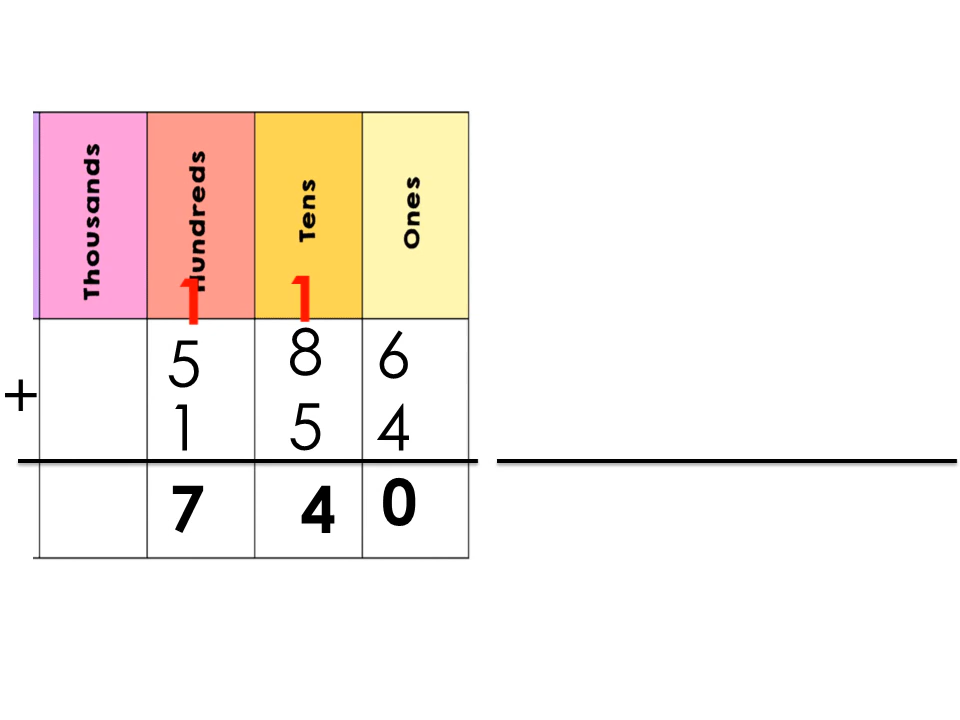 Thousands Hundreds Tens Ones
1 1
5 8 6
+
1 5 4
7 4 0